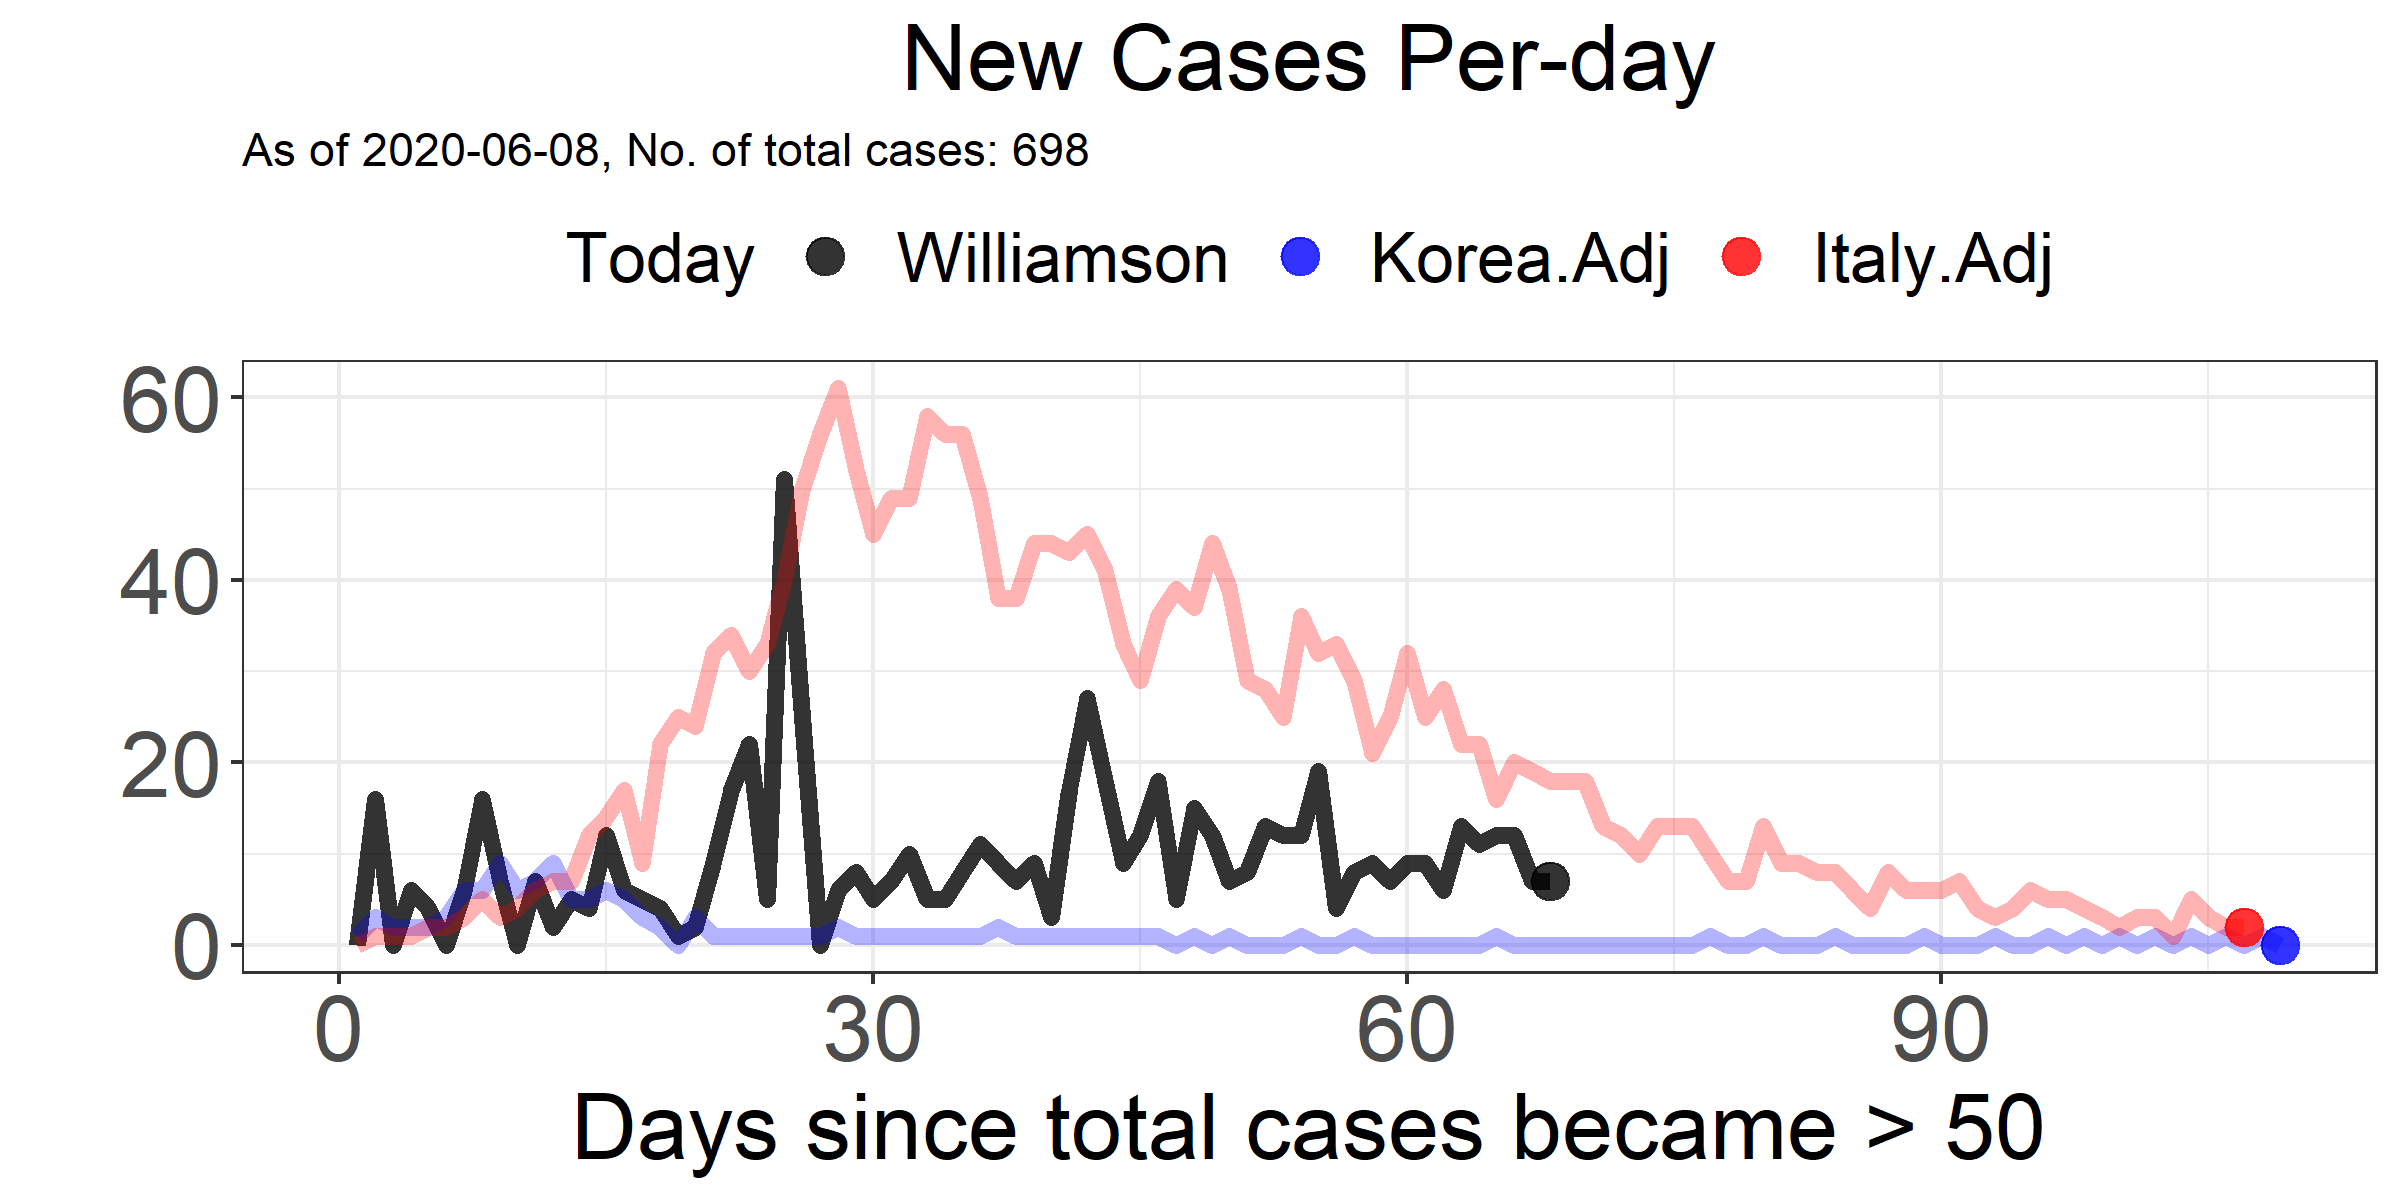 New Cases Per-day
As of 2020-06-08, No. of total cases: 698
Today Williamson Korea.Adj Italy.Adj
60
40
20
0
0 30 60 90
Days since total cases became > 50